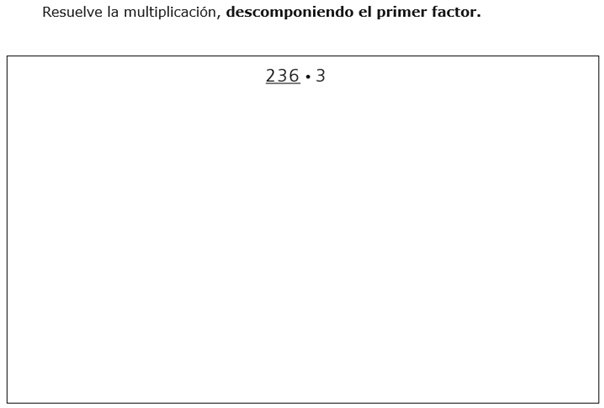 Resuelve la multiplicación, descomponiendo el primer factor.
236 • 3